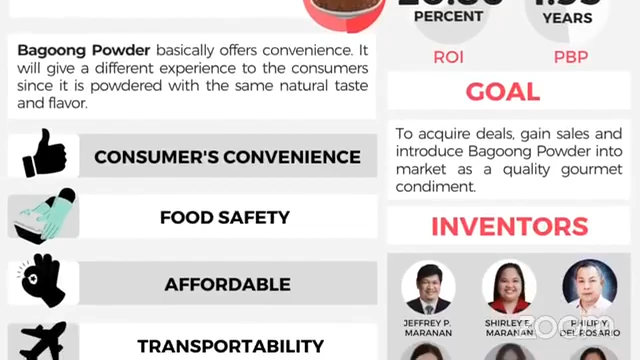 Bagoong Powder basically offers convenience. It
will give a different experience to the consumers
since it is powdered with the same natural taste
and flavor.
CONSUMER'S CONVENIENCE
FOOD SAFETY
AFFORDABLE
TRANSPORTABILITY
PERCENT
ROI
YEARS
PBP
GOAL
To acquire deals, gain sales and
introduce Bagoong Powder into
market as a quality gourmet
condiment.
INVENTORS
JEFFREY P.
MARANAN
SHIRLEY E.
MARANAN
PHILIP Y.
DEL ROSARIO
zoom